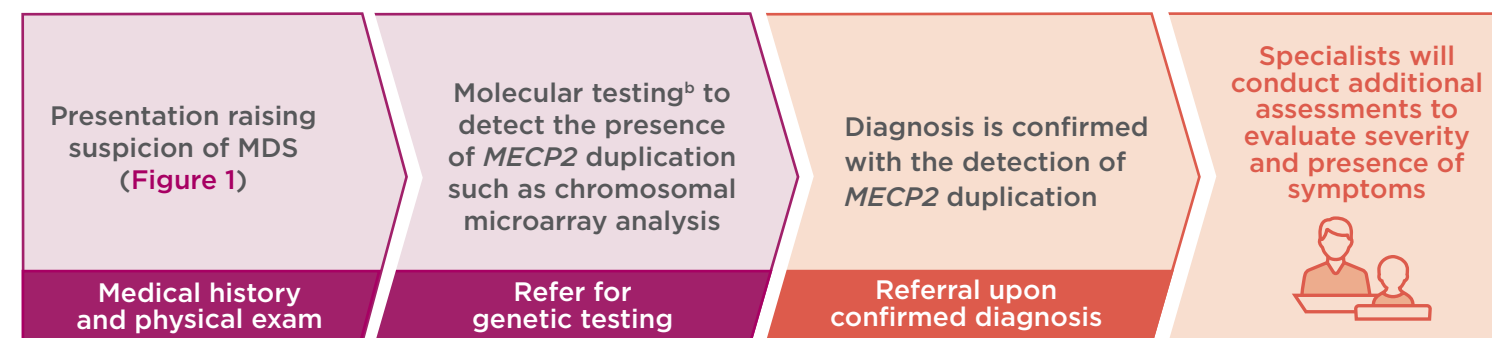 Presentation raising
suspicion of MDS
(Figure 1)
Medical history
and physical exam
Molecular testingᵇ to
detect the presence
of MECP2 duplication
such as chromosomal
microarray analysis
Refer for
genetic testing
Diagnosis is confirmed
with the detection of
MECP2 duplication
Referral upon
confirmed diagnosis
Specialists will
conduct additional
assessments to
evaluate severity
and presence of
symptoms